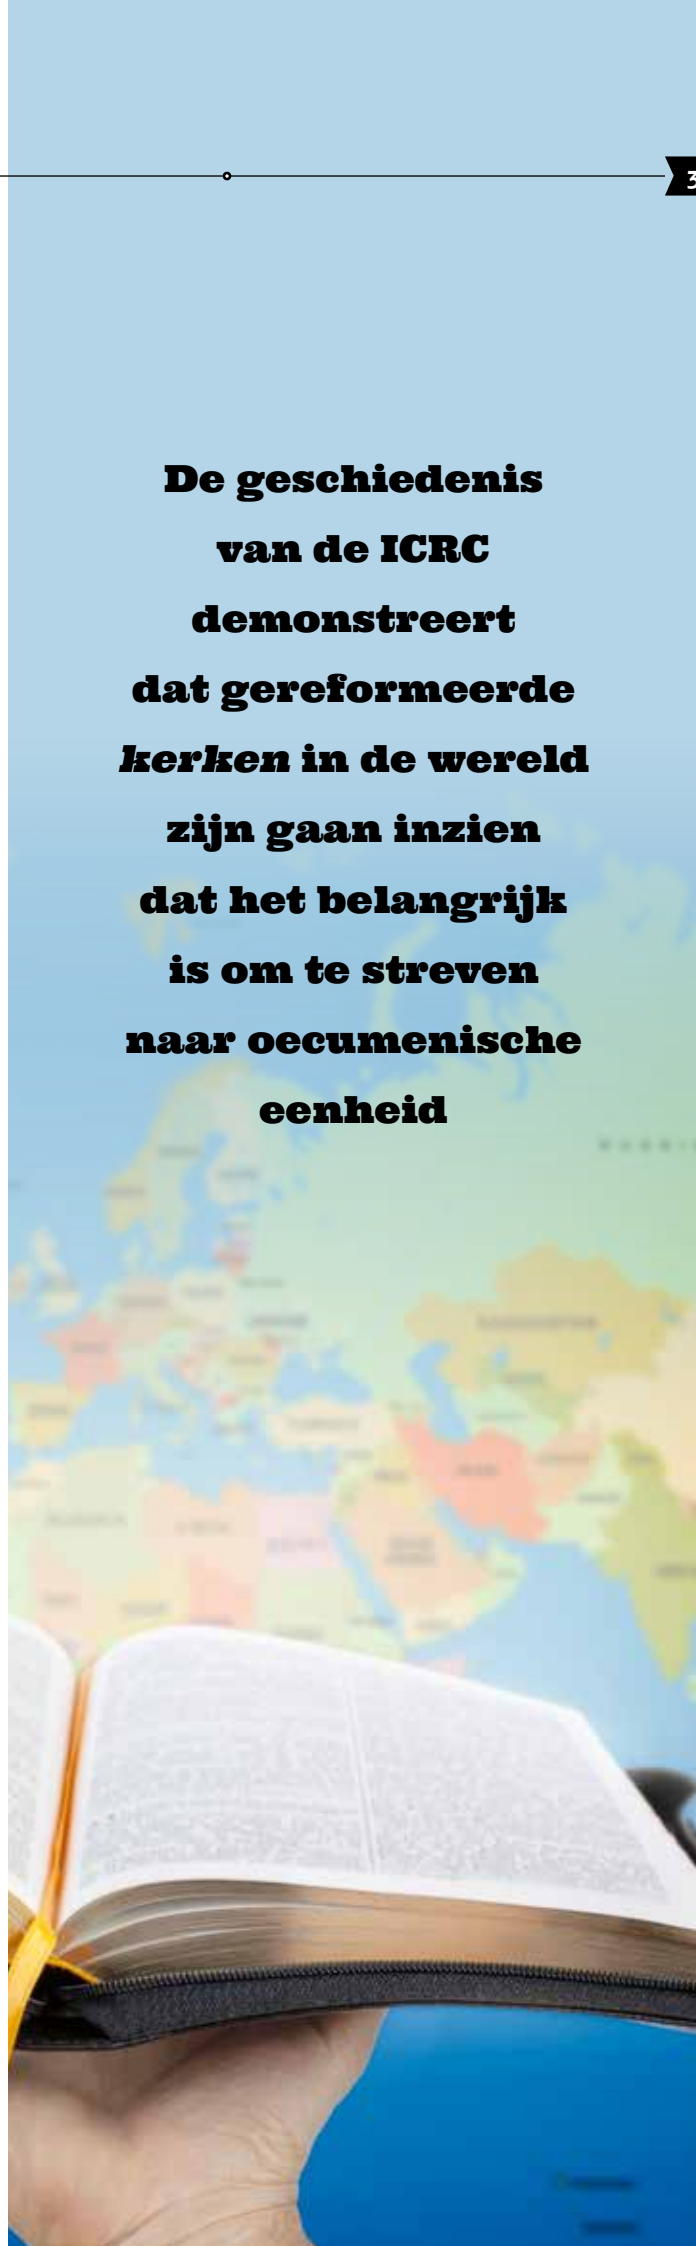 3
De geschiedenis
van de ICRC
demonstreert
dat gereformeerde
kerken in de wereld
zijn gaan inzien
dat het belangrijk
is om te streven
naar oecumenische
eenheid